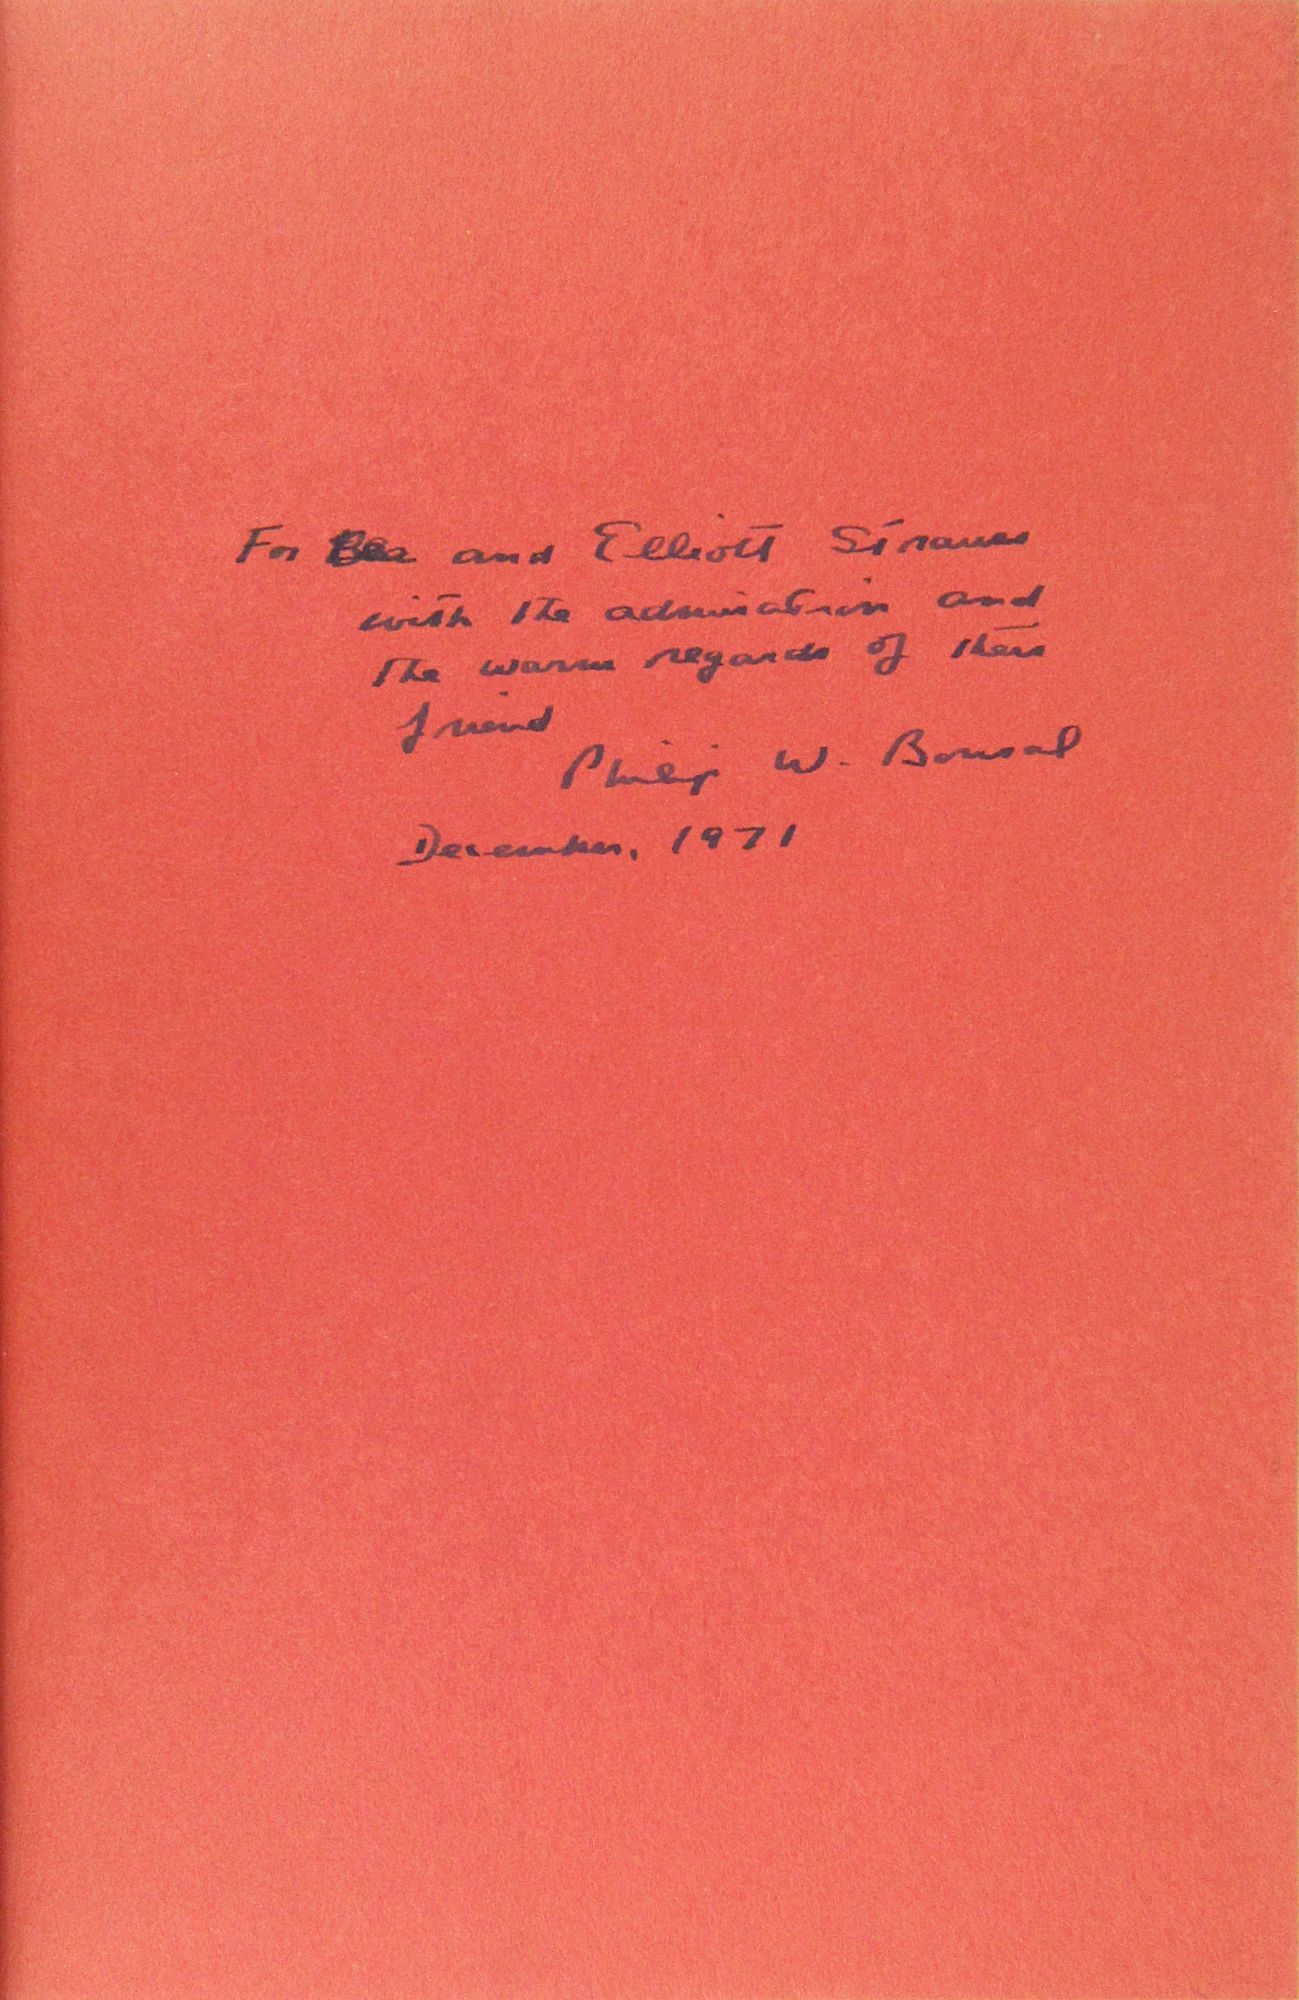 For Bea and Elliott Strauss
with the admiration and
the warm regards of their
friend
Philip W. Bonsal
December, 1971